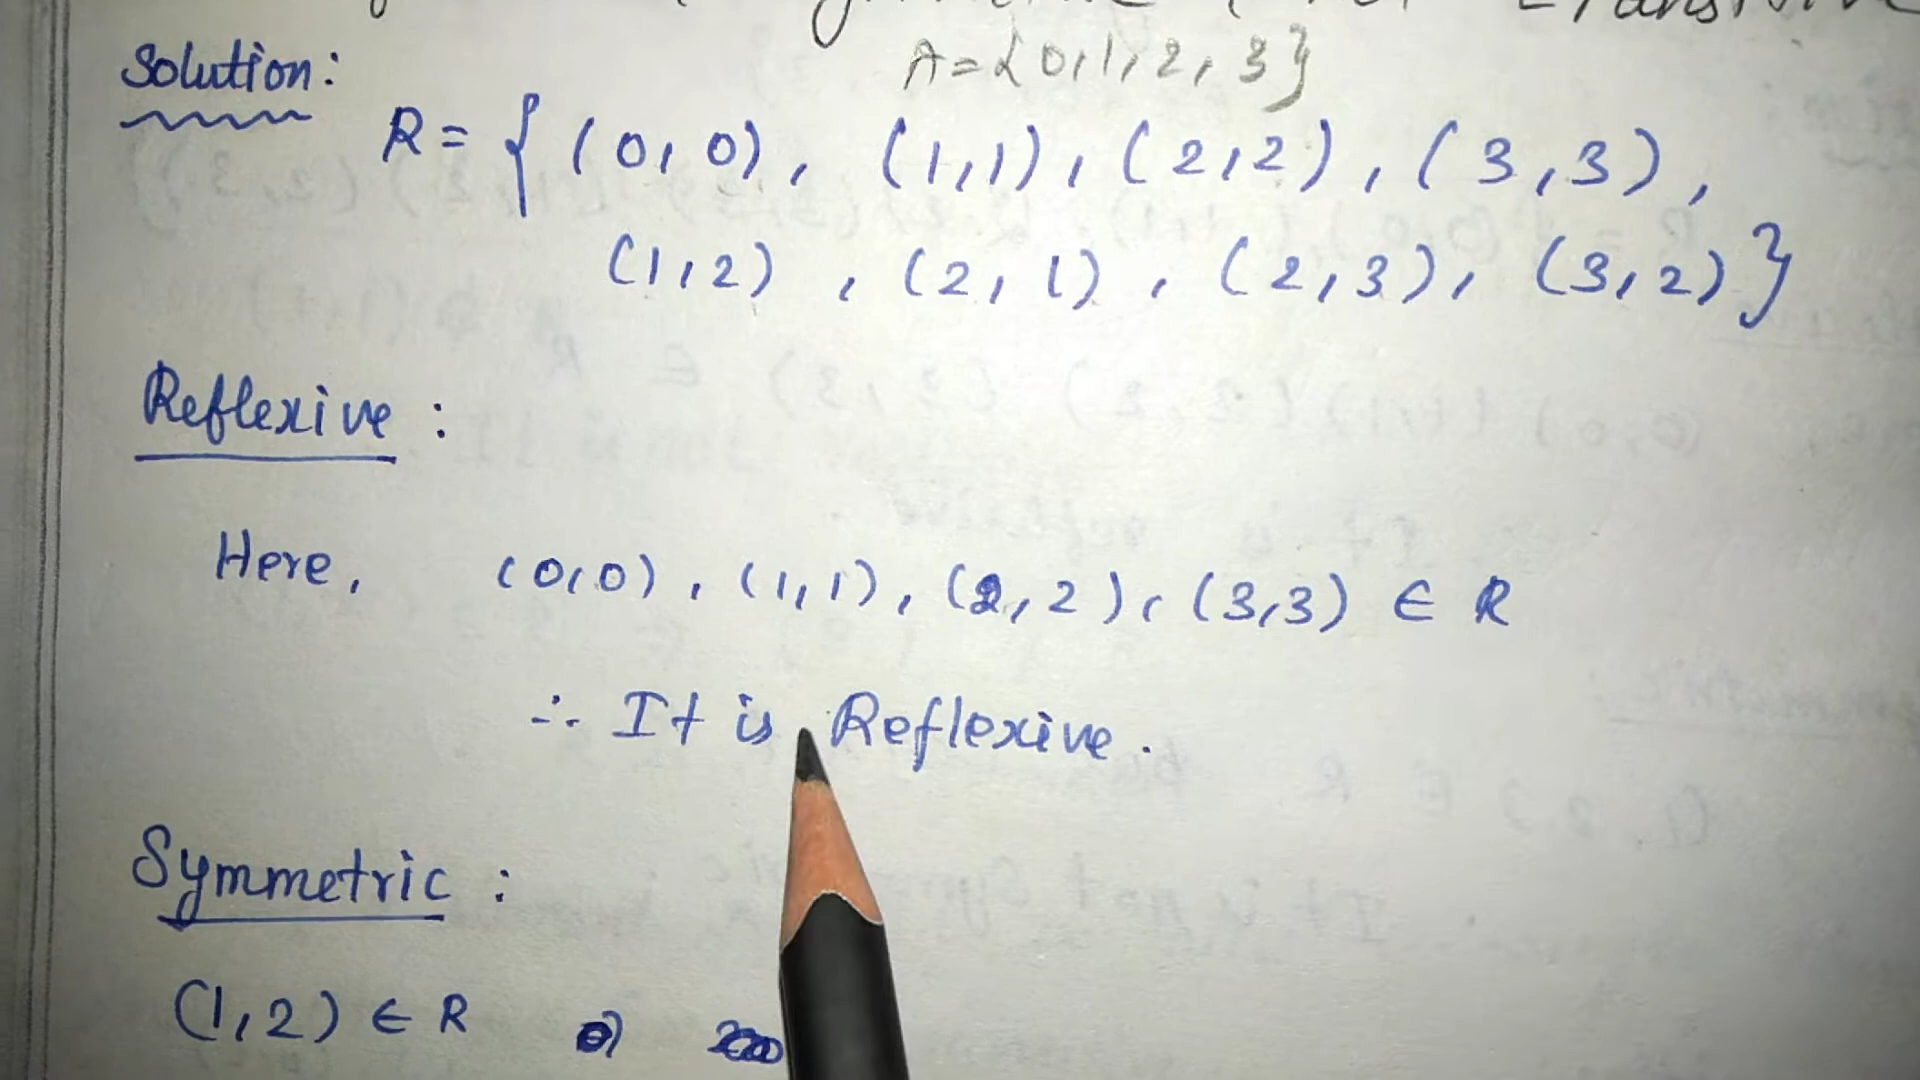 A={0,1,2,3}
Solution:
R = { (0,0), (1,1), (2,2), (3,3),
(1,2), (2,1), (2,3), (3,2) }
Reflexive :
Here, (0,0), (1,1), (2,2), (3,3) ∈ R
∴ It is Reflexive.
Symmetric :
(1,2) ∈ R